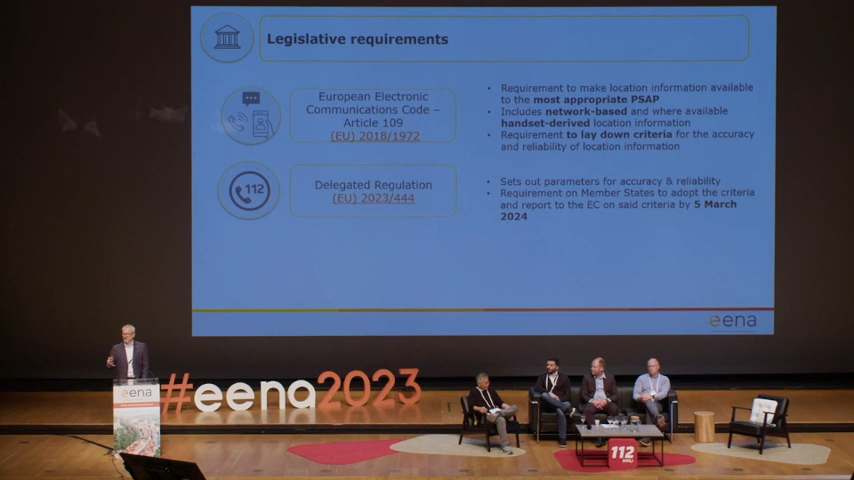 Legislative requirements
European Electronic
Communications Code –
Article 109
(EU) 2018/1972
• Requirement to make location information available
to the most appropriate PSAP
• Includes network-based and where available
handset-derived location information
• Requirement to lay down criteria for the accuracy
and reliability of location information
112
Delegated Regulation
(EU) 2023/444
• Sets out parameters for accuracy & reliability
• Requirement on Member States to adopt the criteria
and report to the EC on said criteria by 5 March
2024
eena
eena
#eena2023
112